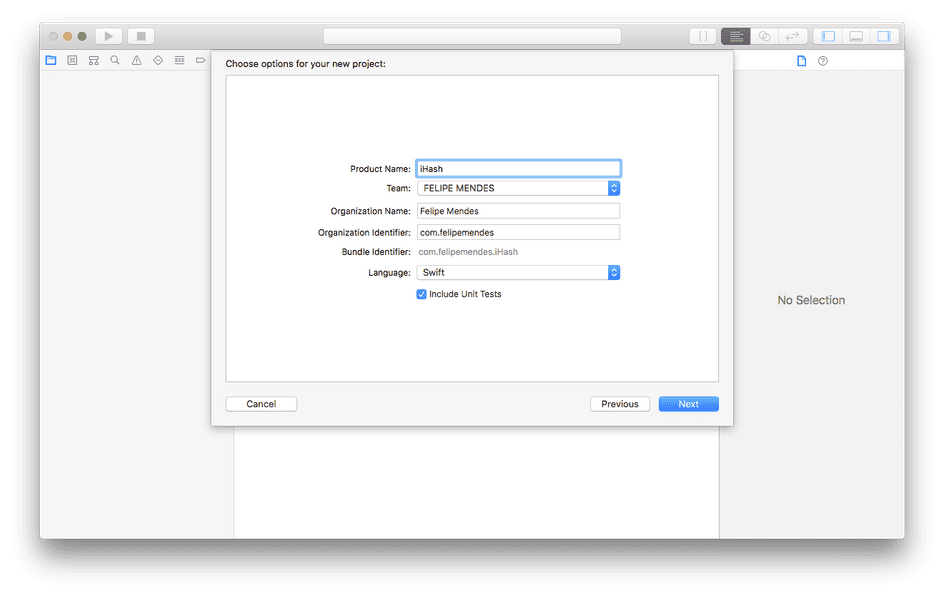 Choose options for your new project:
Product Name: iHash
Team: FELIPE MENDES
Organization Name: Felipe Mendes
Organization Identifier: com.felipemendes
Bundle Identifier: com.felipemendes.iHash
Language: Swift
Include Unit Tests
No Selection
Cancel Previous Next